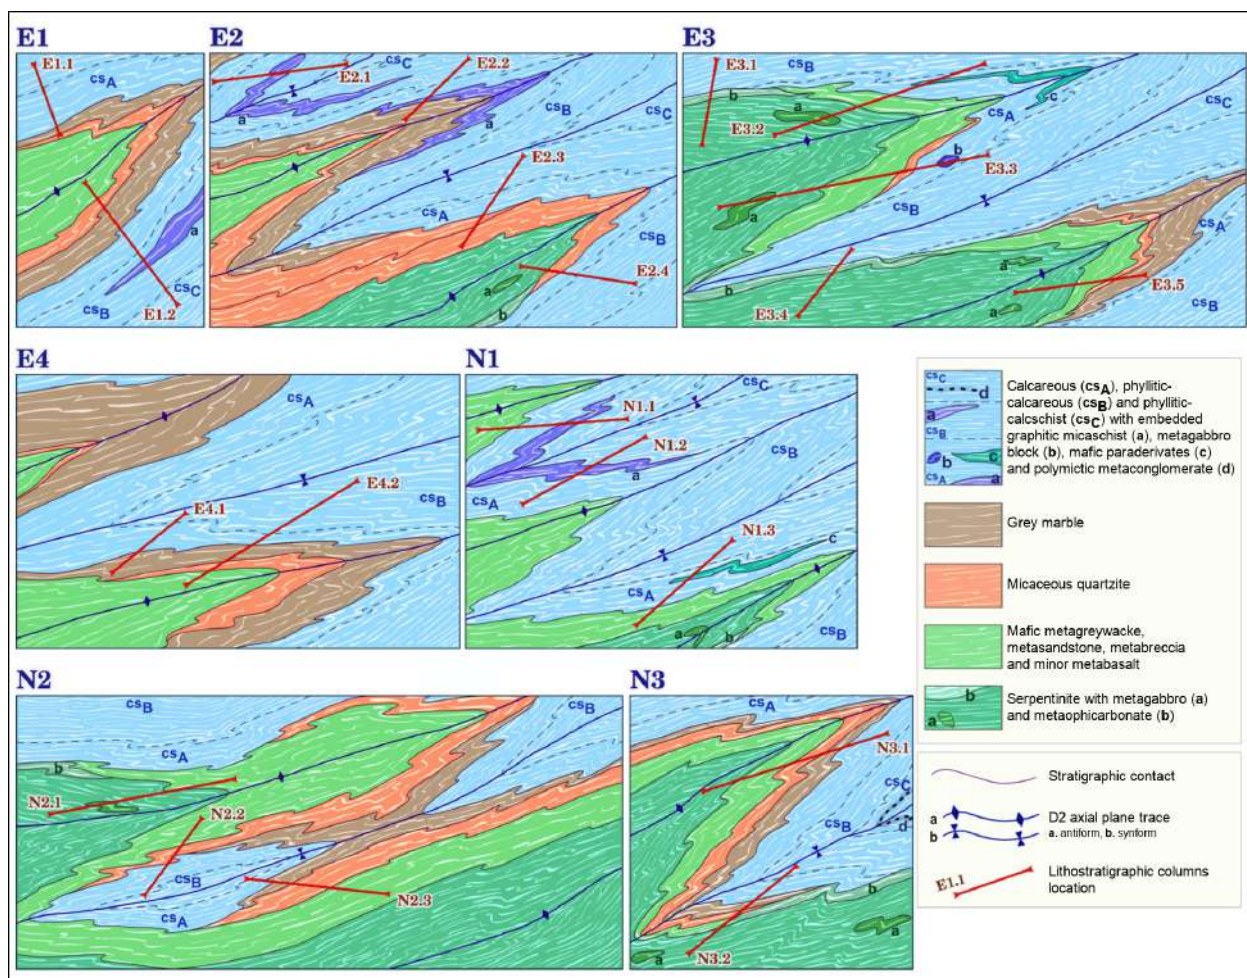 E1
E2
E3
E1.1
csA
E1.2
a
csC
csB
csC
E2.1
E2.2
a
a
csB
csC
E2.3
csA
csB
E2.4
a
b
E3.1
csB
b
a
c
csC
E3.2
csA
b
E3.3
a
csB
csA
a
b
E3.5
a
csB
E3.4
E4
N1
csA
E4.2
csB
E4.1
csC
N1.1
N1.2
csB
a
csA
N1.3
c
csA
a
b
csB
N2
N3
csB
csB
csA
b
N2.1
N2.2
csB
N2.3
csA
csA
N3.1
csC
csB
d
b
a
N3.2
a
csC
d
a
csB
b
c
csA
a
Calcareous (csA), phyllitic-
calcareous (csB) and phyllitic-
calcschist (csC) with embedded
graphitic micaschist (a), metagabbro
block (b), mafic paraderivates (c)
and polymictic metaconglomerate (d)
Grey marble
Micaceous quartzite
Mafic metagreywacke,
metasandstone, metabreccia
and minor metabasalt
b
a
Serpentinite with metagabbro (a)
and metaophicarbonate (b)
Stratigraphic contact
a
b
D2 axial plane trace
a. antiform, b. synform
E1.1
Lithostratigraphic columns
location